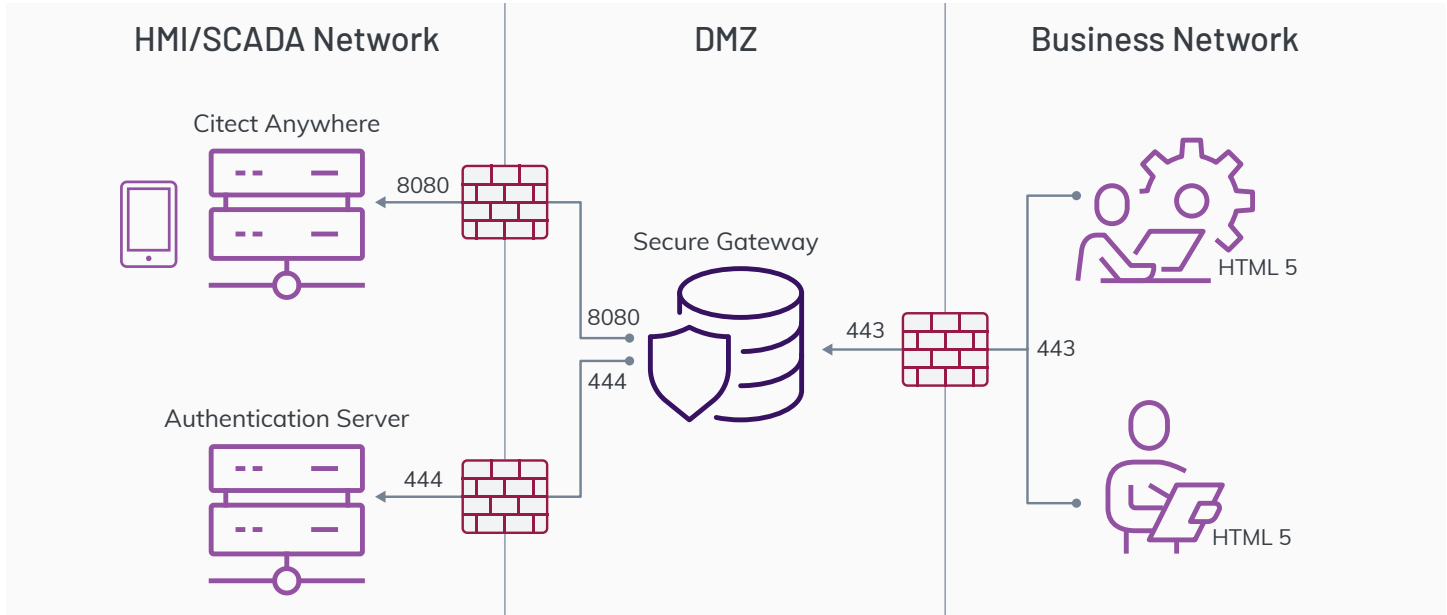 HMI/SCADA Network
DMZ
Business Network
Citect Anywhere
8080
Secure Gateway
HTML 5
8080
443
443
444
Authentication Server
444
HTML 5